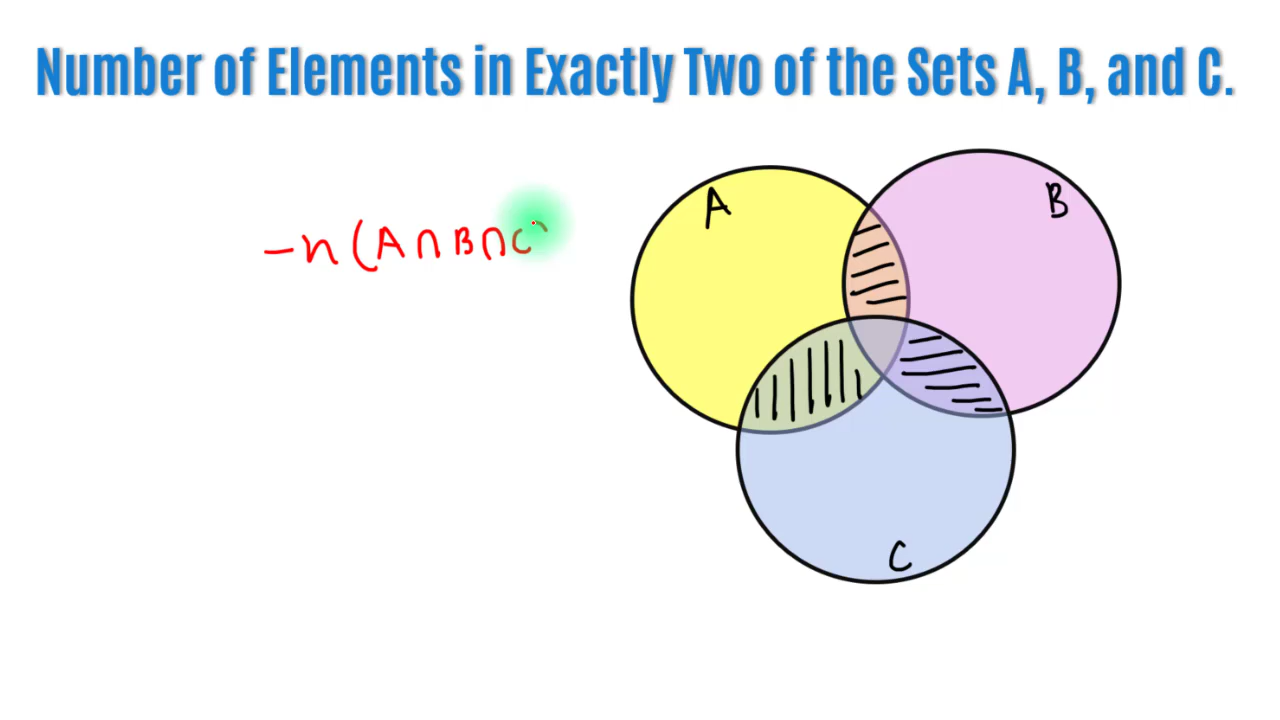 Number of Elements in Exactly Two of the Sets A, B, and C.
A
B
-n(A∩B∩C)
C